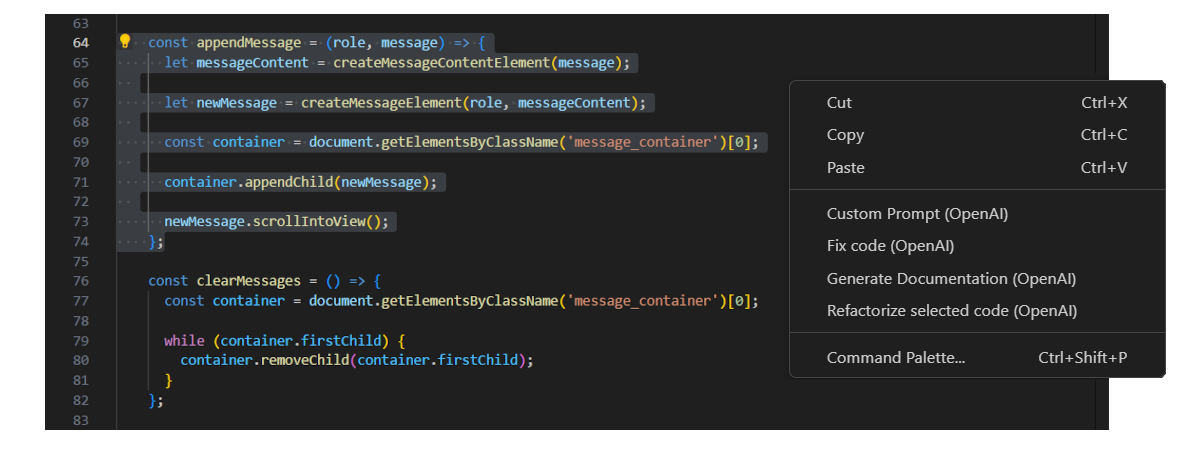 63
64 const appendMessage = (role, message) => {
65 let messageContent = createMessageContentElement(message);
66
67 let newMessage = createMessageElement(role, messageContent);
68
69 const container = document.getElementsByClassName('message_container')[0];
70
71 container.appendChild(newMessage);
72
73 newMessage.scrollIntoView();
74 };
75
76 const clearMessages = () => {
77 const container = document.getElementsByClassName('message_container')[0];
78
79 while (container.firstChild) {
80 container.removeChild(container.firstChild);
81 }
82 };
83
Cut Ctrl+X
Copy Ctrl+C
Paste Ctrl+V
Custom Prompt (OpenAI)
Fix code (OpenAI)
Generate Documentation (OpenAI)
Refactorize selected code (OpenAI)
Command Palette... Ctrl+Shift+P